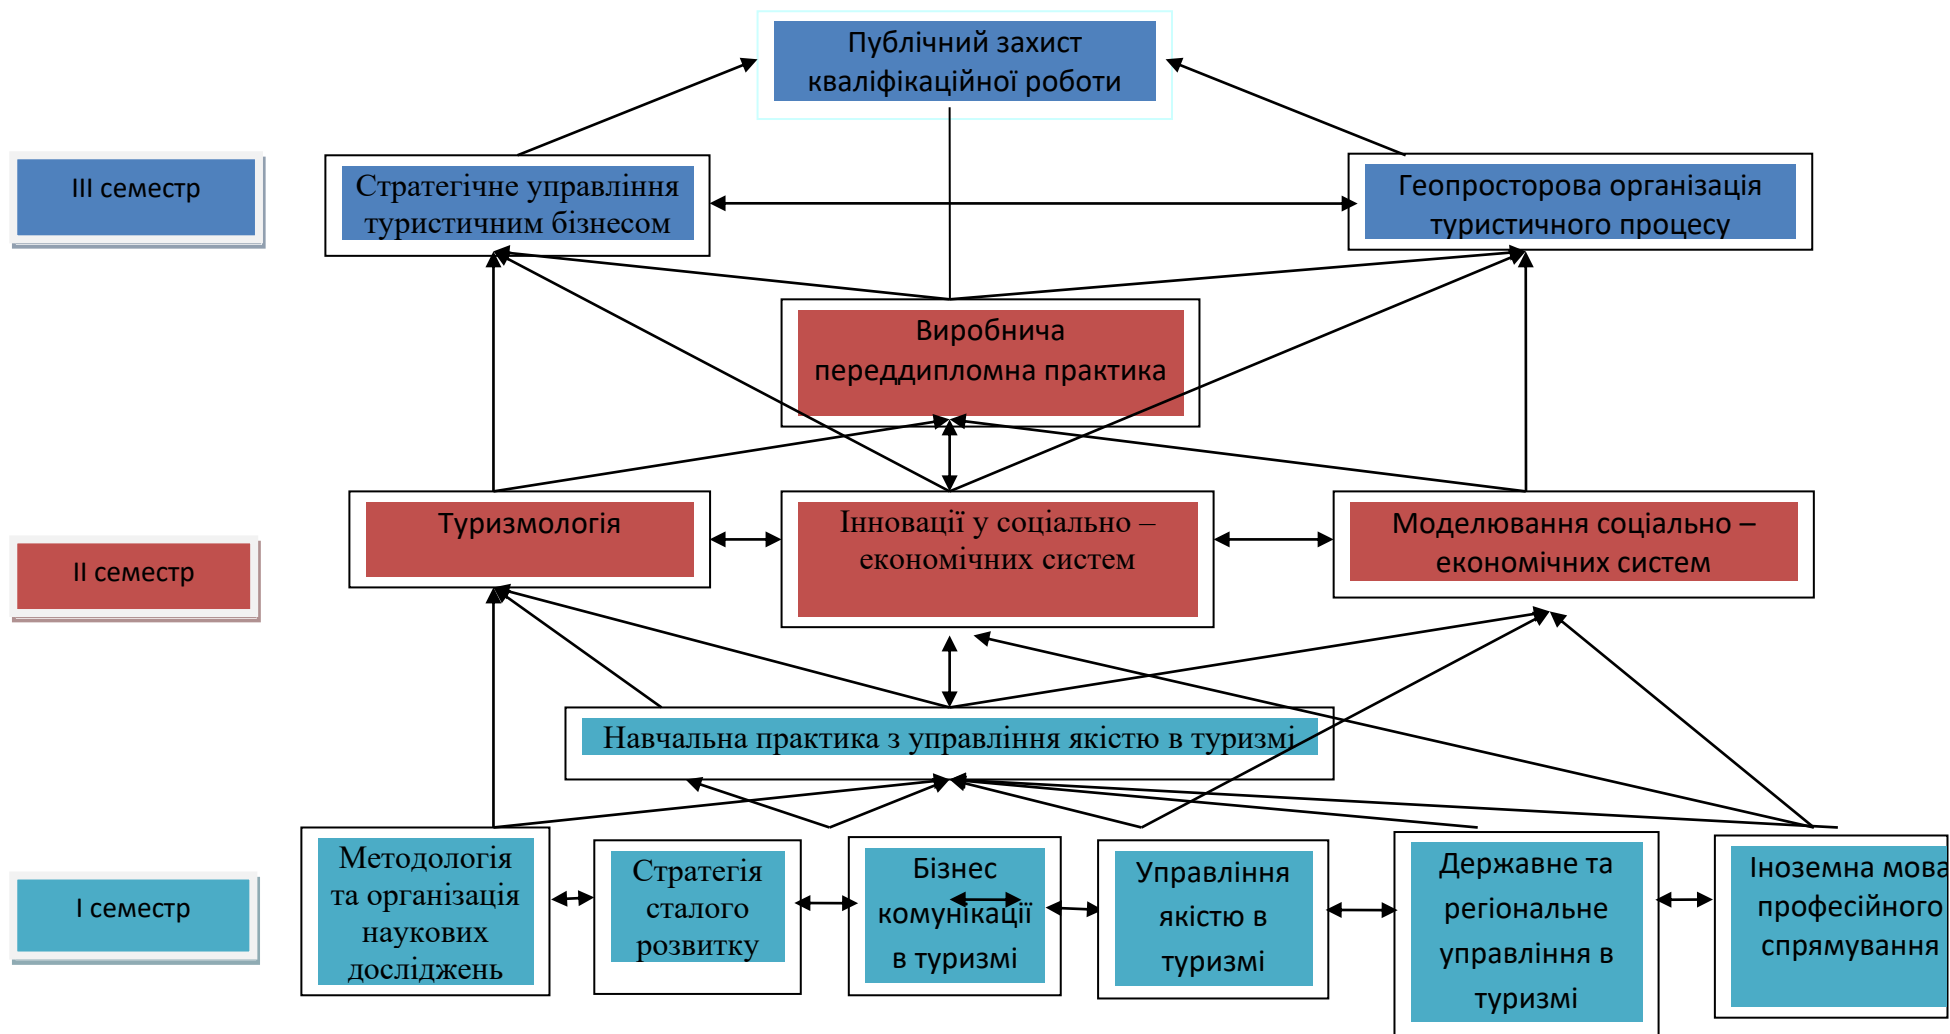 Публічний захист
кваліфікаційної роботи
III семестр
Стратегічне управління
туристичним бізнесом
Геопросторова організація
туристичного процесу
Виробнича
переддипломна практика
II семестр
Туризмологія
Інновації у соціально –
економічних систем
Моделювання соціально –
економічних систем
Навчальна практика з управління якістю в туризмі
I семестр
Методологія
та організація
наукових
досліджень
Стратегія
сталого
розвитку
Бізнес
комунікації
в туризмі
Управління
якістю в
туризмі
Державне та
регіональне
управління в
туризмі
Іноземна мова
професійного
спрямування